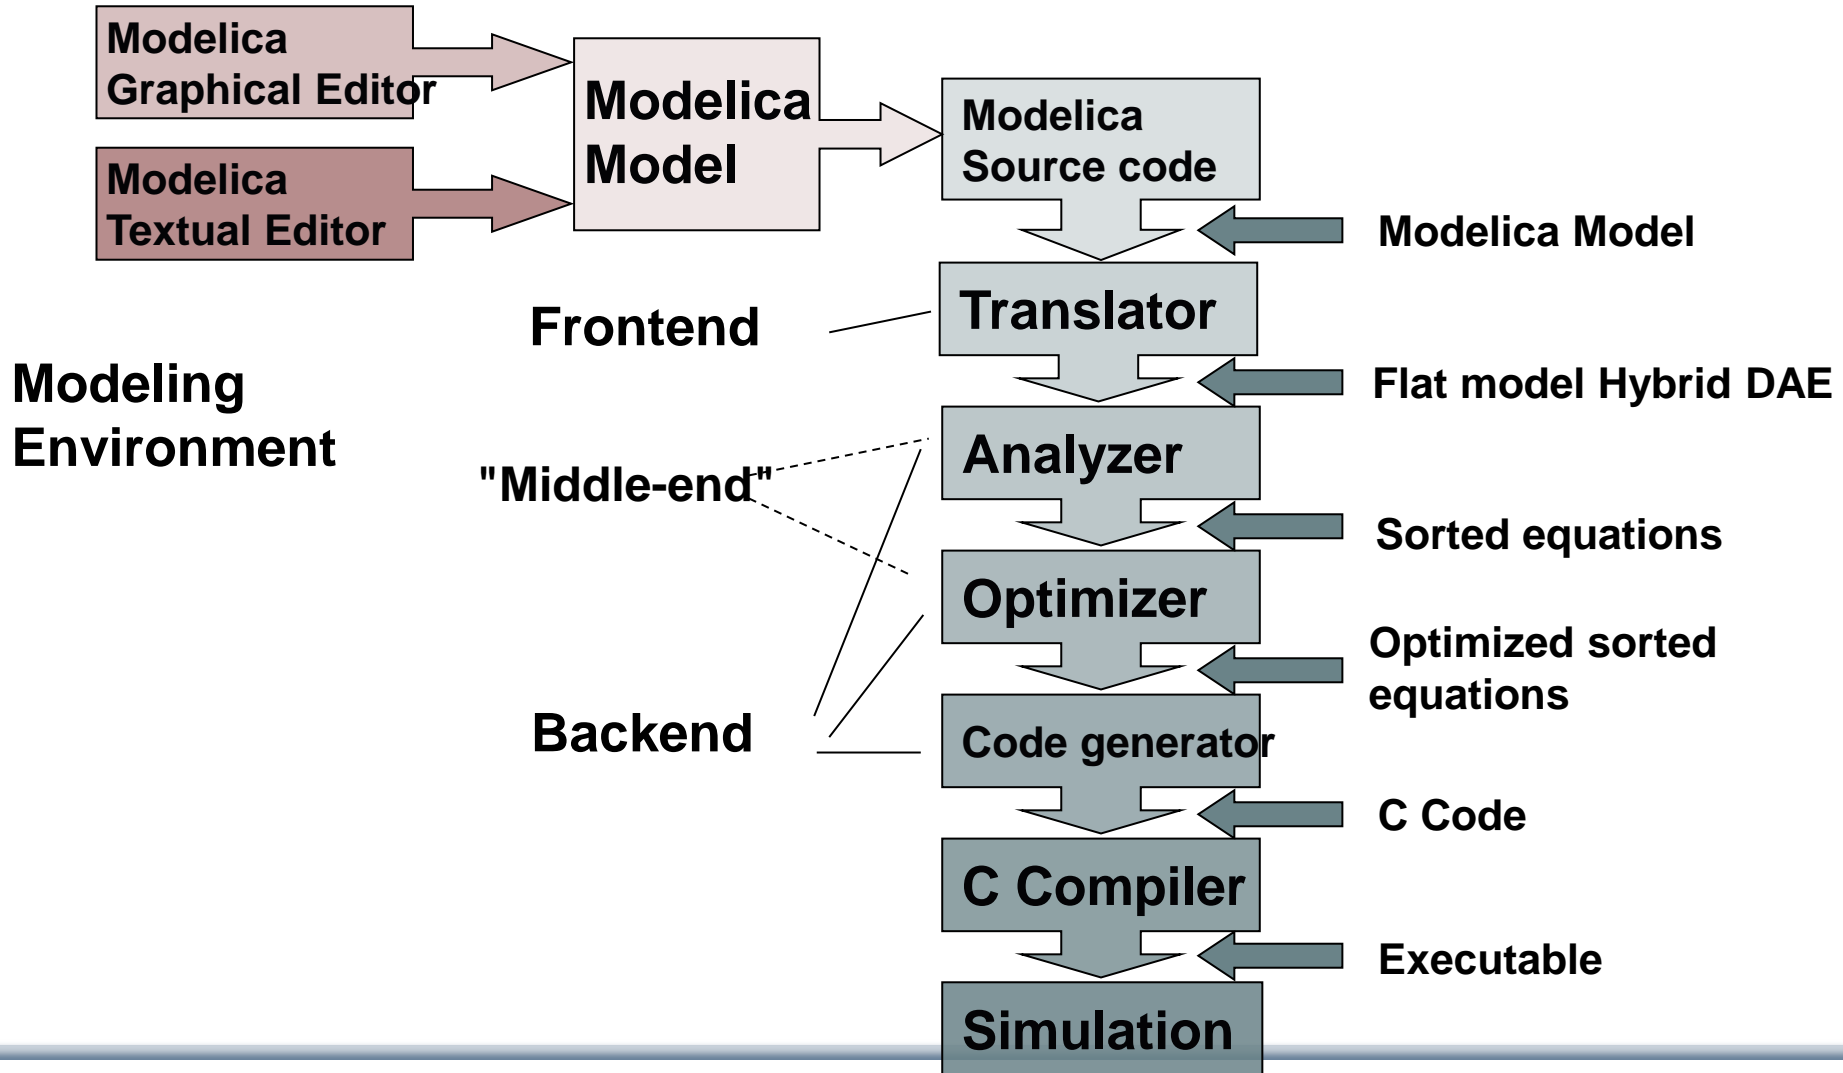 Modelica
Graphical Editor
Modelica
Textual Editor
Modelica
Model
Modelica
Source code
Modelica Model
Frontend
Translator
Modeling
Environment
Flat model Hybrid DAE
"Middle-end"
Analyzer
Sorted equations
Optimizer
Optimized sorted
equations
Backend
Code generator
C Code
C Compiler
Executable
Simulation